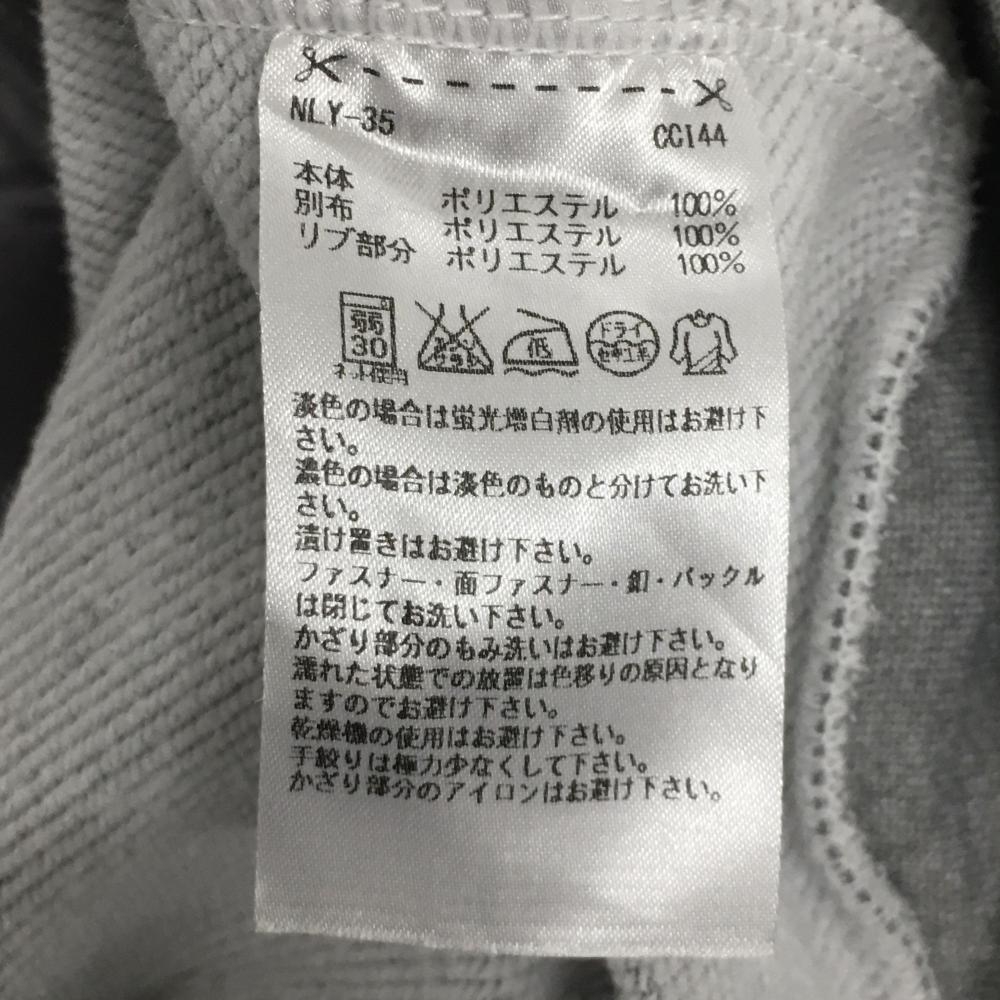 NLY-35 CCI44
本体 ポリエステル 100%
別布 ポリエステル 100%
リブ部分 ポリエステル 100%
弱 30 エンソサラシ 低 ドライ セキユ系
ネット使用
淡色の場合は蛍光増白剤の使用はお避け下
さい。
濃色の場合は淡色のものと分けてお洗い下
さい。
漬け置きはお避け下さい。
ファスナー・面ファスナー・釦・バックル
は閉じてお洗い下さい。
かざり部分のもみ洗いはお避け下さい。
濡れた状態での放置は色移りの原因となり
ますのでお避け下さい。
乾燥機の使用はお避け下さい。
手絞りは極力少なくして下さい。
かざり部分のアイロンはお避け下さい。